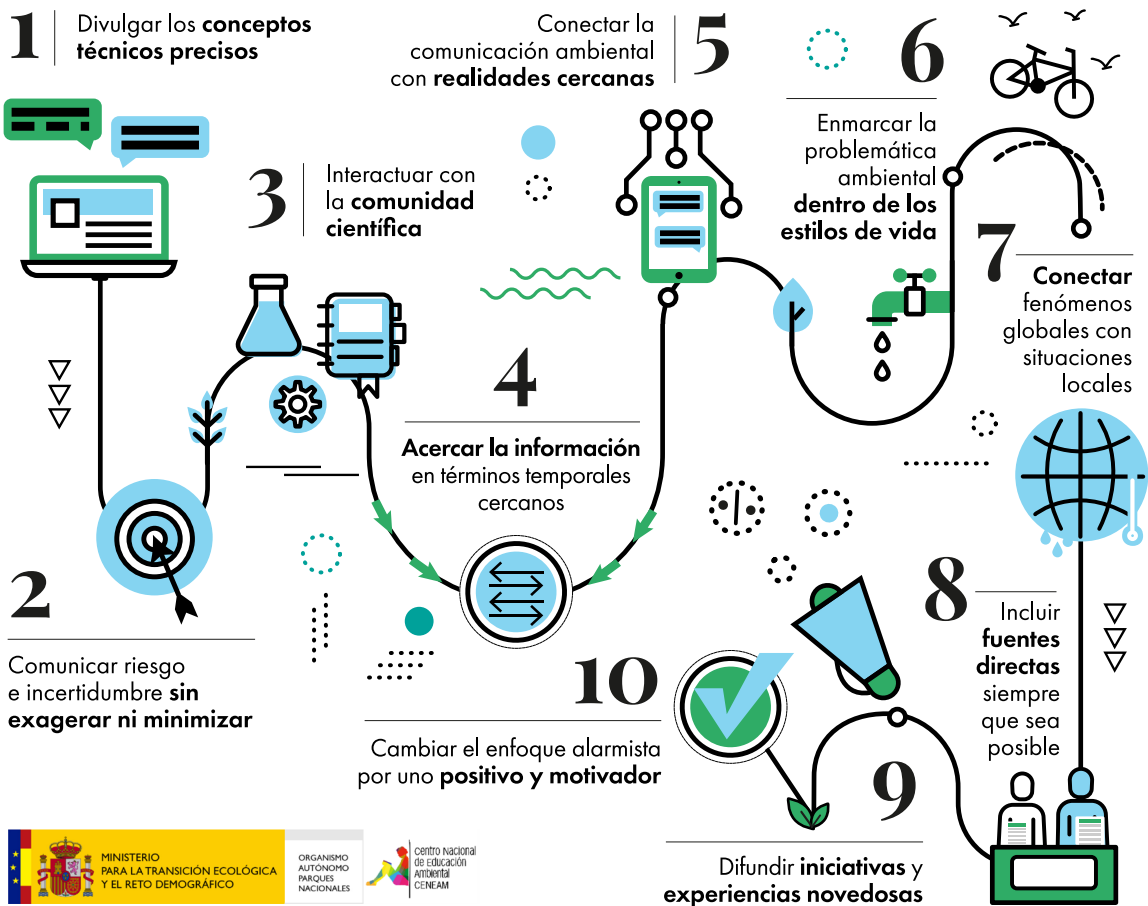 1
Divulgar los conceptos
técnicos precisos
2
Comunicar riesgo
e incertidumbre sin
exagerar ni minimizar
3
Interactuar con
la comunidad
científica
4
Acercar la información
en términos temporales
cercanos
5
Conectar la
comunicación ambiental
con realidades cercanas
6
Enmarcar la
problemática
ambiental
dentro de los
estilos de vida
7
Conectar
fenómenos
globales con
situaciones
locales
8
Incluir
fuentes
directas
siempre
que sea
posible
9
Difundir iniciativas y
experiencias novedosas
10
Cambiar el enfoque alarmista
por uno positivo y motivador
MINISTERIO
PARA LA TRANSICIÓN ECOLÓGICA
Y EL RETO DEMOGRÁFICO
ORGANISMO
AUTÓNOMO
PARQUES
NACIONALES
Centro Nacional
de Educación
Ambiental
CENEAM